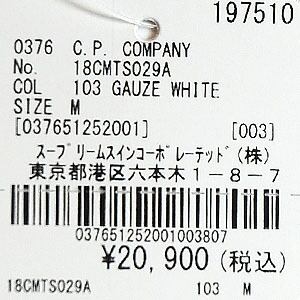 197510
0376 C.P. COMPANY
No. 18CMTS029A
COL 103 GAUZE WHITE
SIZE M
[037651252001] [003]
スープリームスインコーポレーテッド(株)
東京都港区六本木1-8-7
037651252001003807
¥20,900(税込)
18CMTS029A 103 M